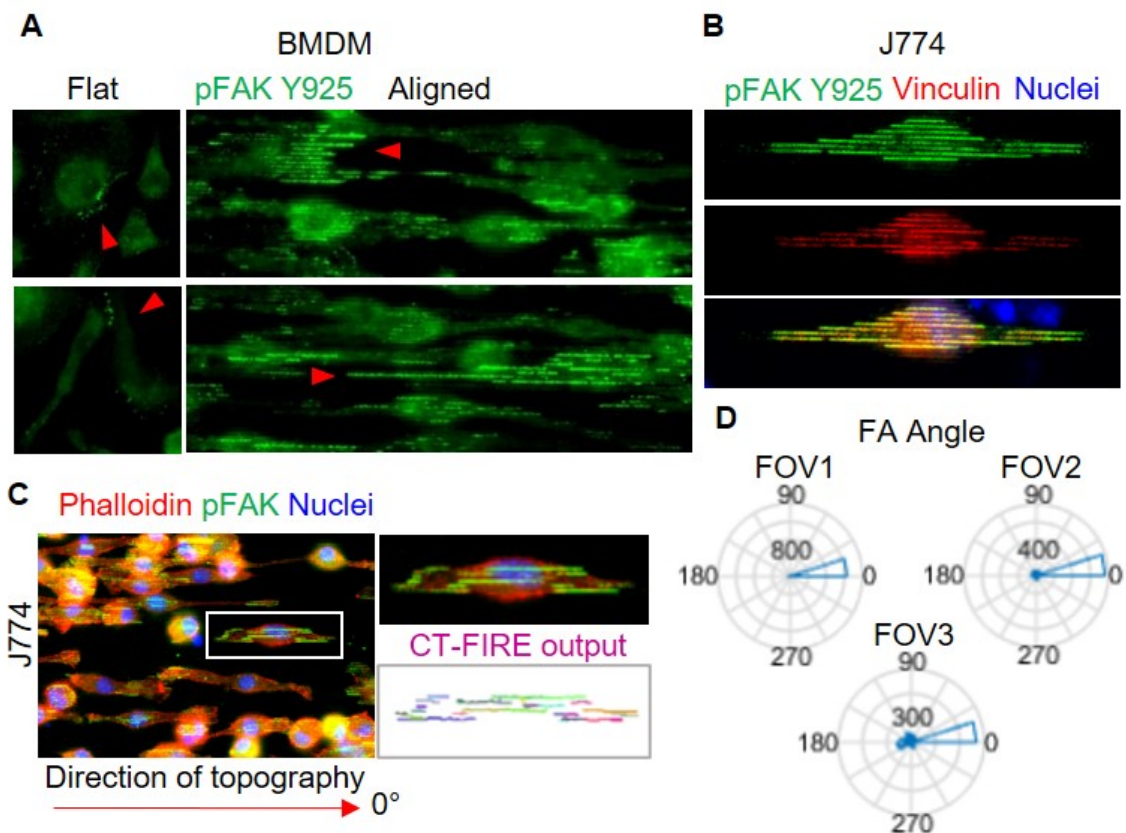 A
BMDM
Flat
pFAK Y925
Aligned
B
J774
pFAK Y925 Vinculin Nuclei
C
Phalloidin pFAK Nuclei
J774
CT-FIRE output
Direction of topography
0°
D
FA Angle
FOV1
90
800
180
0
270
FOV2
90
400
180
0
270
FOV3
90
300
180
0
270